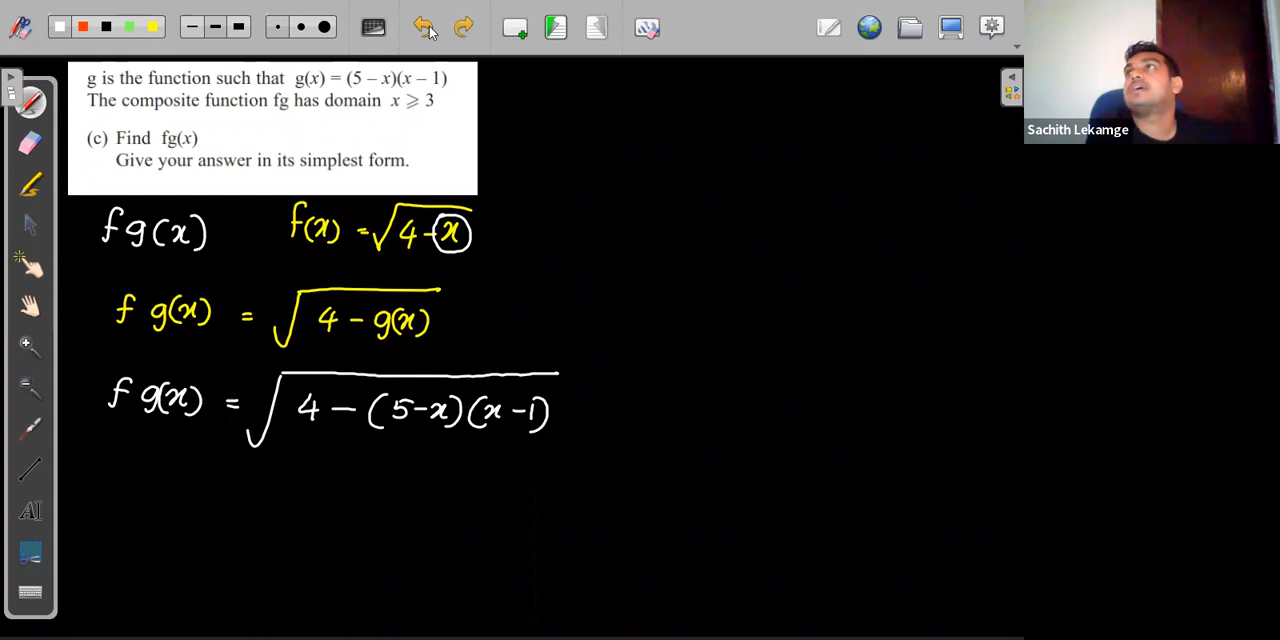 g is the function such that g(x) = (5 – x)(x – 1)
The composite function fg has domain x ⩾ 3
(c) Find fg(x)
Give your answer in its simplest form.
Sachith Lekamge
fg(x) f(x) = √(4-x)
f g(x) = √(4 - g(x))
f g(x) = √(4 - (5-x)(x-1))
AI